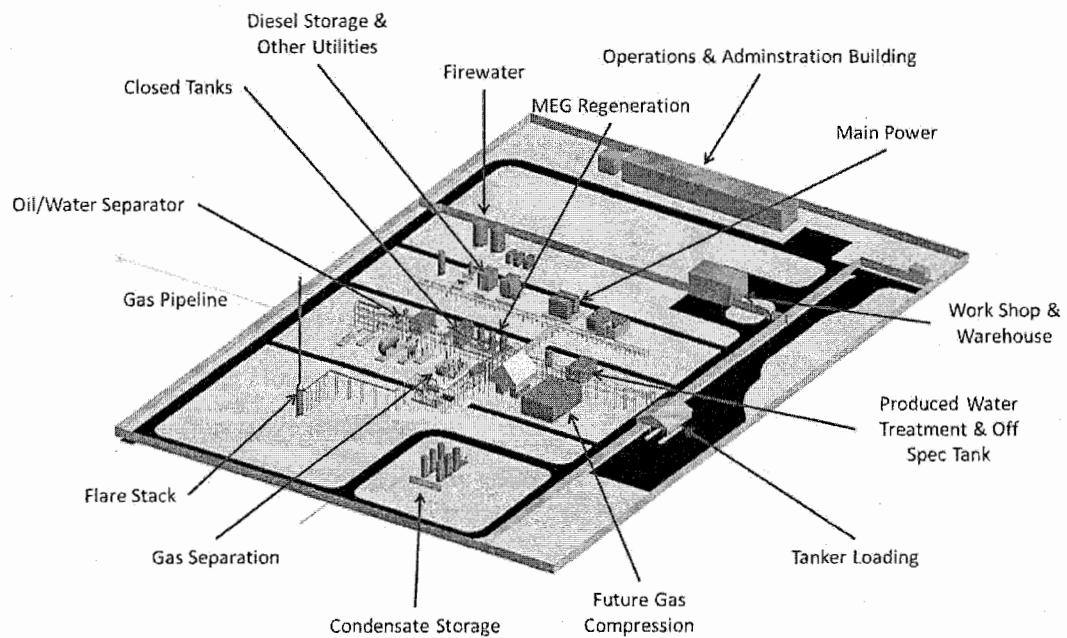 Diesel Storage &
Other Utilities
Operations & Adminstration Building
Firewater
Closed Tanks
MEG Regeneration
Main Power
Oil/Water Separator
Gas Pipeline
Work Shop &
Warehouse
Produced Water
Treatment & Off
Spec Tank
Flare Stack
Gas Separation
Tanker Loading
Future Gas
Compression
Condensate Storage